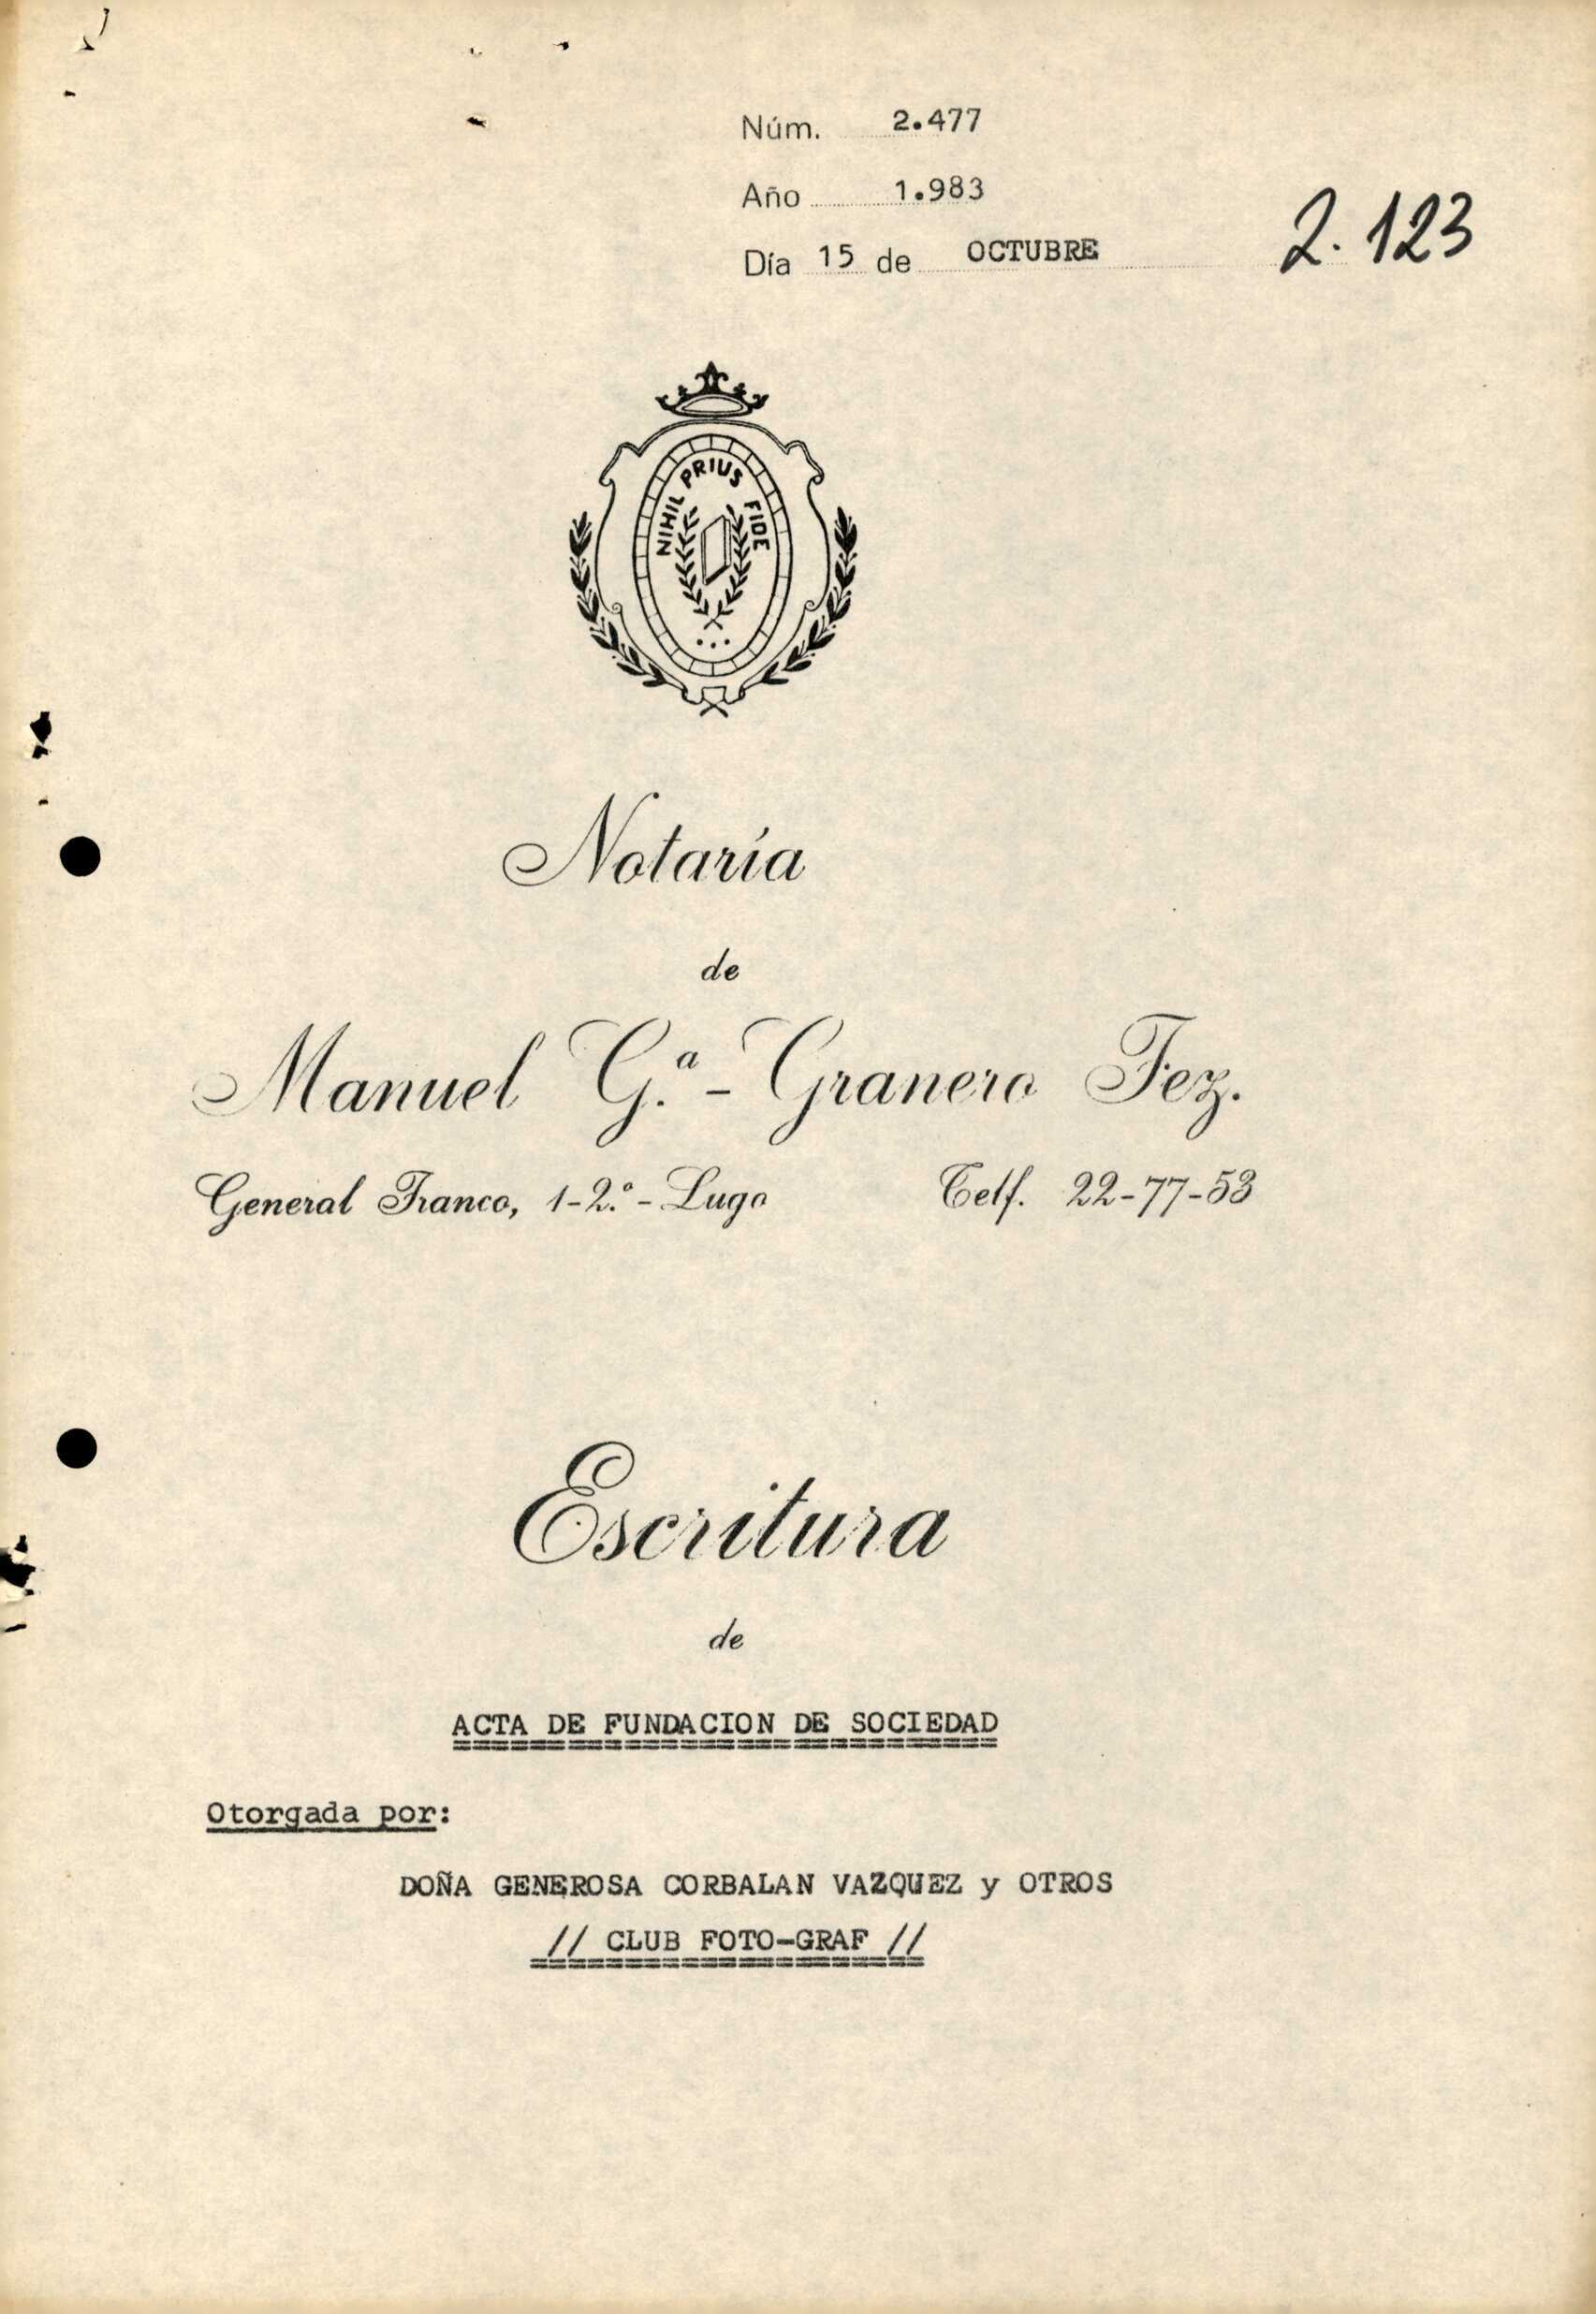 Núm. 2.477
Año 1.983
Día 15 de OCTUBRE
2.123
NIHIL PRIUS FIDE
Notaría
de
Manuel G.ª - Granero Fez.
General Franco, 1-2.º - Lugo Telf. 22-77-53
Escritura
de
ACTA DE FUNDACION DE SOCIEDAD
Otorgada por:
DOÑA GENEROSA CORBALAN VAZQUEZ y OTROS
// CLUB FOTO-GRAF //